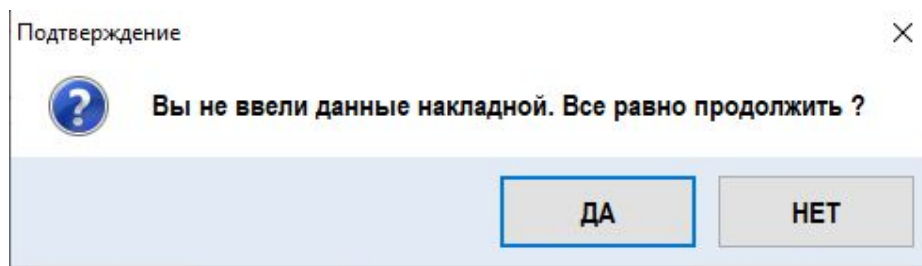 Подтверждение
Вы не ввели данные накладной. Все равно продолжить ?
ДА
НЕТ